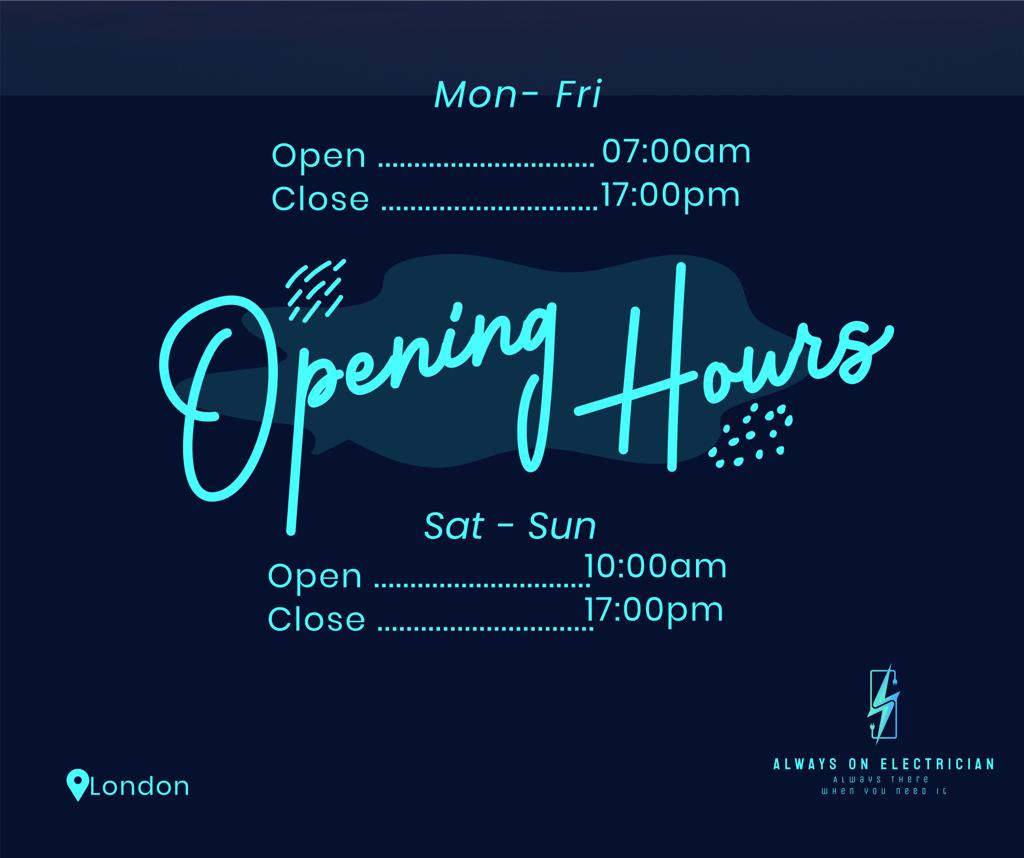 Mon- Fri
Open .............................. 07:00am
Close ..............................17:00pm
Opening Hours
Sat - Sun
Open ..............................10:00am
Close ..............................17:00pm
London
ALWAYS ON ELECTRICIAN
ALWAYS THERE
WHEN YOU NEED IT